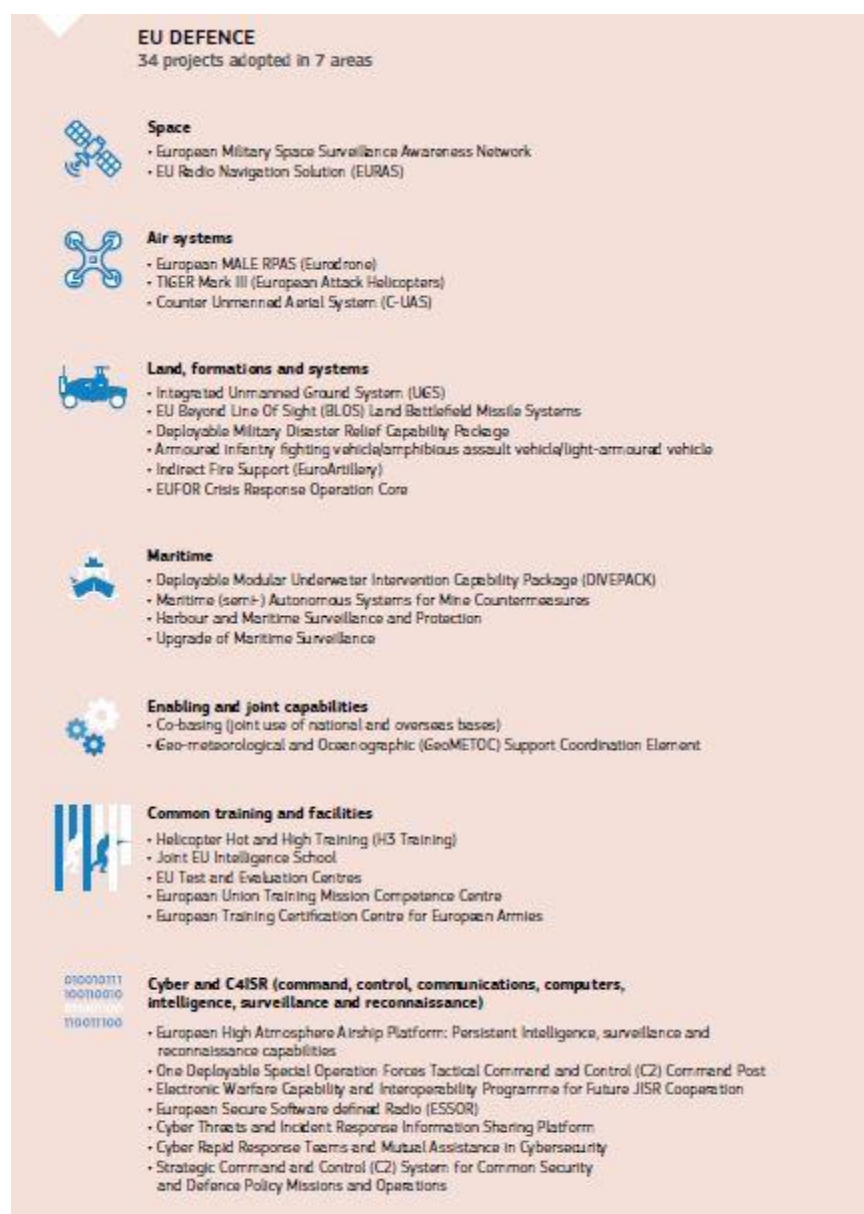 EU DEFENCE
34 projects adopted in 7 areas
Space
• European Military Space Surveillance Awareness Network
• EU Radio Navigation Solution (EURAS)
Air systems
• European MALE RPAS (Eurodrone)
• TIGER Mark III (European Attack Helicopters)
• Counter Unmanned Aerial System (C-UAS)
Land, formations and systems
• Integrated Unmanned Ground System (UGS)
• EU Beyond Line Of Sight (BLOS) Land Battlefield Missile Systems
• Deployable Military Disaster Relief Capability Package
• Armoured infantry fighting vehicle/amphibious assault vehicle/light-armoured vehicle
• Indirect Fire Support (EuroArtillery)
• EUFOR Crisis Response Operation Core
Maritime
• Deployable Modular Underwater Intervention Capability Package (DIVEPACK)
• Maritime (semi-) Autonomous Systems for Mine Countermeasures
• Harbour and Maritime Surveillance and Protection
• Upgrade of Maritime Surveillance
Enabling and joint capabilities
• Co-basing (joint use of national and overseas bases)
• Geo-meteorological and Oceanographic (GeoMETOC) Support Coordination Element
Common training and facilities
• Helicopter Hot and High Training (H3 Training)
• Joint EU Intelligence School
• EU Test and Evaluation Centres
• European Union Training Mission Competence Centre
• European Training Certification Centre for European Armies
010010111
100110010
110011100
Cyber and C4ISR (command, control, communications, computers,
intelligence, surveillance and reconnaissance)
• European High Atmosphere Airship Platform: Persistent Intelligence, surveillance and
reconnaissance capabilities
• One Deployable Special Operation Forces Tactical Command and Control (C2) Command Post
• Electronic Warfare Capability and Interoperability Programme for Future JISR Cooperation
• European Secure Software defined Radio (ESSOR)
• Cyber Threats and Incident Response Information Sharing Platform
• Cyber Rapid Response Teams and Mutual Assistance in Cybersecurity
• Strategic Command and Control (C2) System for Common Security
and Defence Policy Missions and Operations